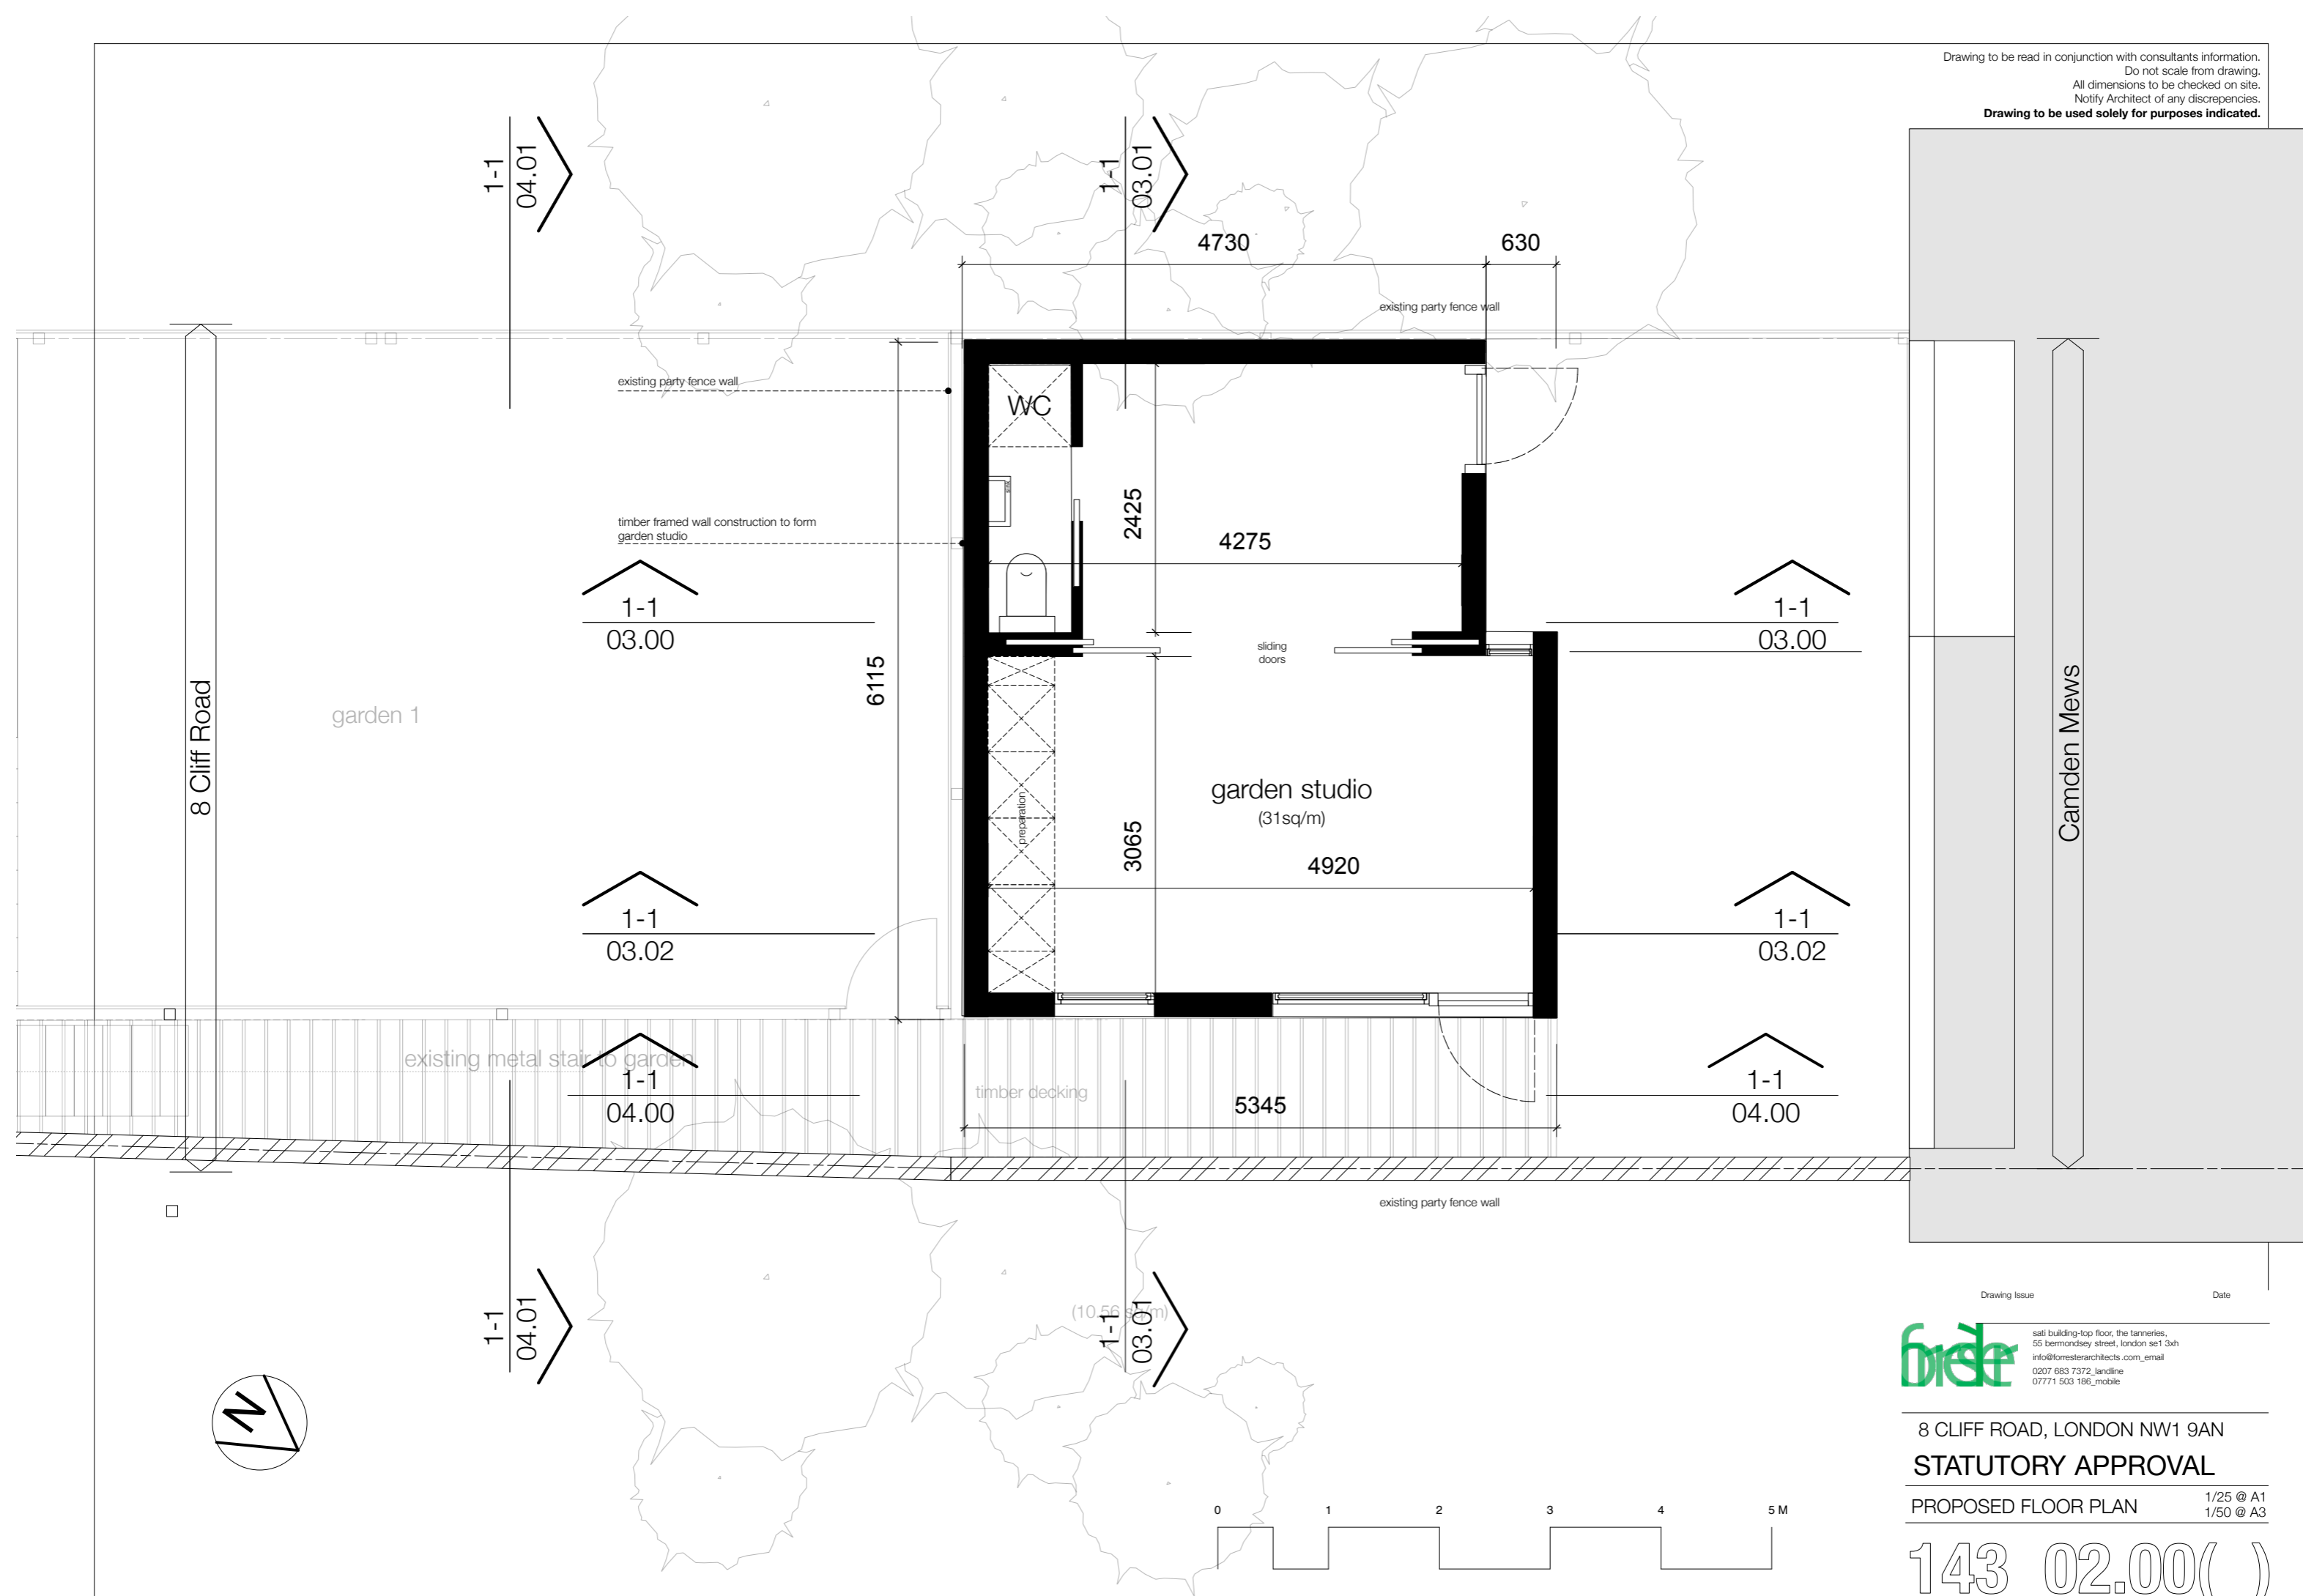 Drawing to be read in conjunction with consultants information.
Do not scale from drawing.
All dimensions to be checked on site.
Notify Architect of any discrepencies.
Drawing to be used solely for purposes indicated.
1-1
04.01
1-1
03.01
4730
630
existing party fence wall
existing party fence wall
WC
2425
timber framed wall construction to form
garden studio
4275
1-1
03.00
1-1
03.00
sliding
doors
6115
8 Cliff Road
garden 1
Camden Mews
garden studio
(31sq/m)
preparation
3065
4920
1-1
03.02
1-1
03.02
existing metal stair to garden
1-1
04.00
timber decking
5345
1-1
04.00
existing party fence wall
1-1
04.01
(10.56 sq/m)
1-1
03.01
N
Drawing Issue
Date
forrester
sati building-top floor, the tanneries,
55 bermondsey street, london se1 3xh
info@forresterarchitects.com_email
0207 683 7372_landline
07771 503 186_mobile
8 CLIFF ROAD, LONDON NW1 9AN
STATUTORY APPROVAL
PROPOSED FLOOR PLAN
1/25 @ A1
1/50 @ A3
0 1 2 3 4 5 M
143 02.00( )